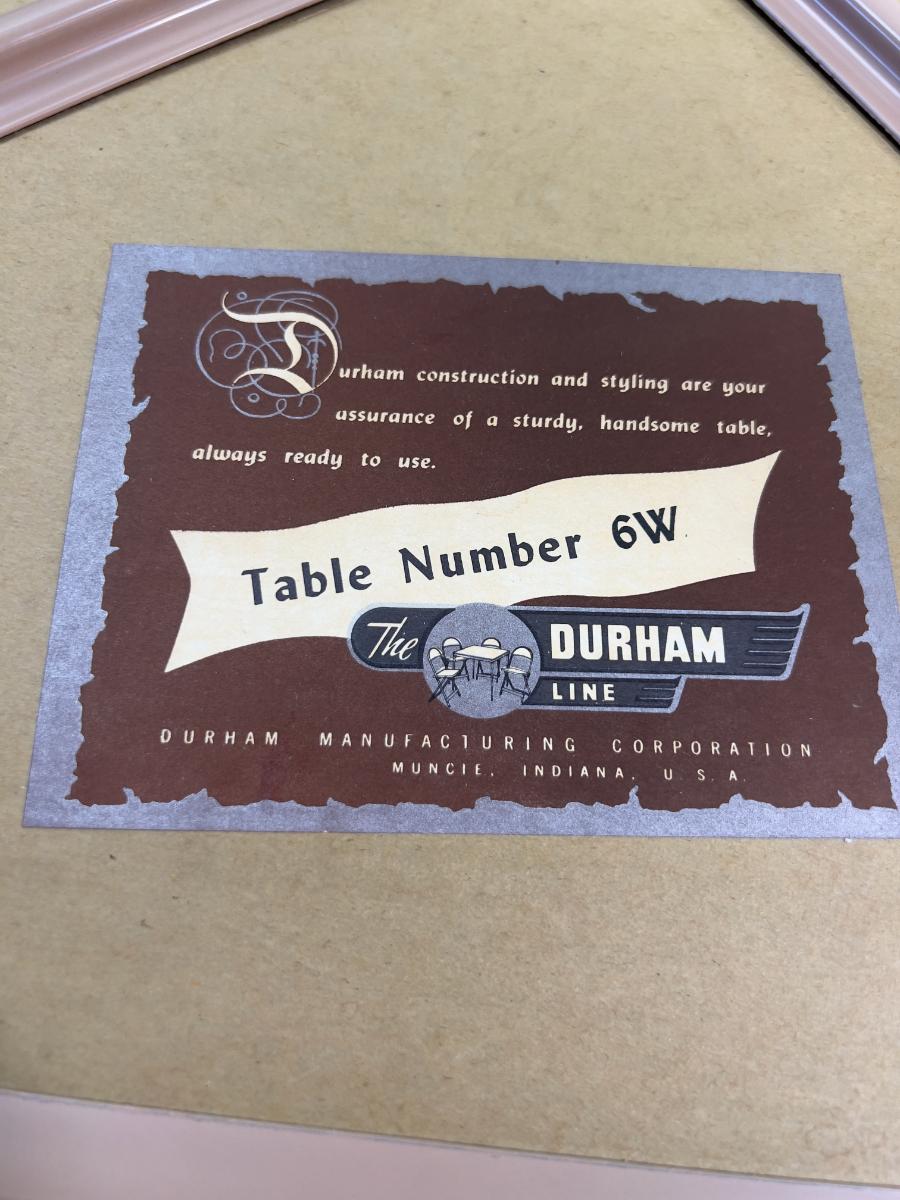 Durham construction and styling are your
assurance of a sturdy, handsome table,
always ready to use.
Table Number 6W
The DURHAM
LINE
DURHAM MANUFACTURING CORPORATION
MUNCIE, INDIANA, U. S. A.